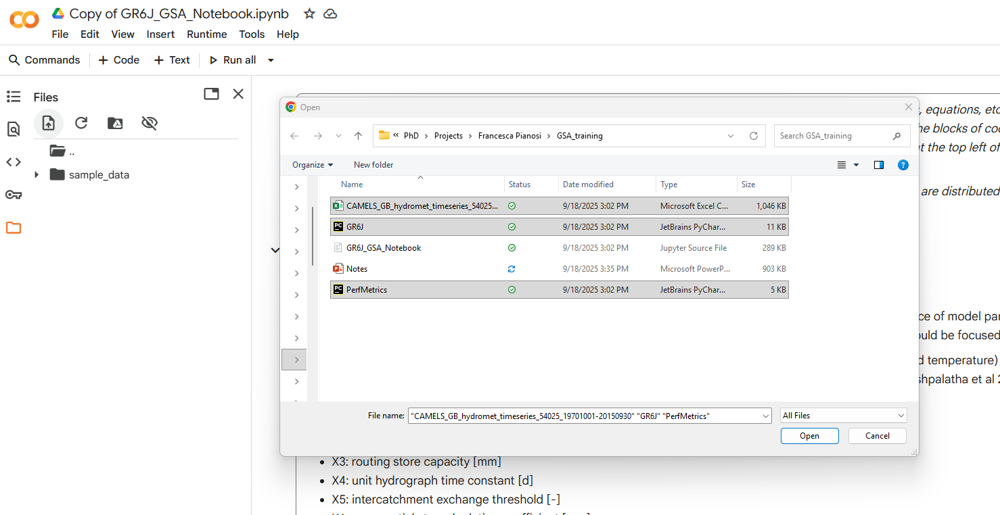 Copy of GR6J_GSA_Notebook.ipynb
File Edit View Insert Runtime Tools Help
Commands + Code + Text Run all
Files
..
sample_data
Open
« PhD > Projects > Francesca Pianosi > GSA_training
Search GSA_training
Organize New folder
Name Status Date modified Type Size
CAMELS_GB_hydromet_timeseries_54025... 9/18/2025 3:02 PM Microsoft Excel C... 1,046 KB
PC GR6J 9/18/2025 3:02 PM JetBrains PyChar... 11 KB
GR6J_GSA_Notebook 9/18/2025 3:02 PM Jupyter Source File 289 KB
Notes 9/18/2025 3:35 PM Microsoft PowerP... 903 KB
PC PerfMetrics 9/18/2025 3:02 PM JetBrains PyChar... 5 KB
File name: "CAMELS_GB_hydromet_timeseries_54025_19701001-20150930" "GR6J" "PerfMetrics"
All Files
Open Cancel
, equations, etc
blocks of
the top left of
are distributed
of model
be focused
temperature)
et al
• X3: routing store capacity [mm]
• X4: unit hydrograph time constant [d]
• X5: intercatchment exchange threshold [-]